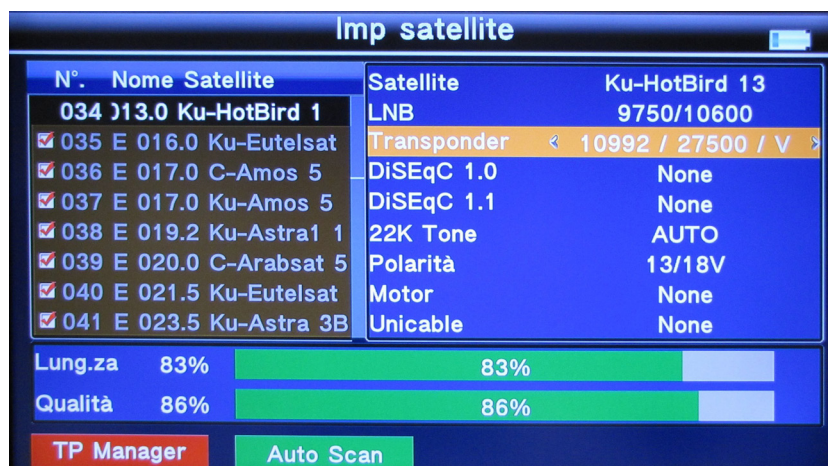 Imp satellite
N°. Nome Satellite
034 013.0 Ku-HotBird 1
035 E 016.0 Ku-Eutelsat
036 E 017.0 C-Amos 5
037 E 017.0 Ku-Amos 5
038 E 019.2 Ku-Astra1 1
039 E 020.0 C-Arabsat 5
040 E 021.5 Ku-Eutelsat
041 E 023.5 Ku-Astra 3B
Satellite Ku-HotBird 13
LNB 9750/10600
Transponder 10992 / 27500 / V
DiSEqC 1.0 None
DiSEqC 1.1 None
22K Tone AUTO
Polarità 13/18V
Motor None
Unicable None
Lung.za 83% 83%
Qualità 86% 86%
TP Manager Auto Scan